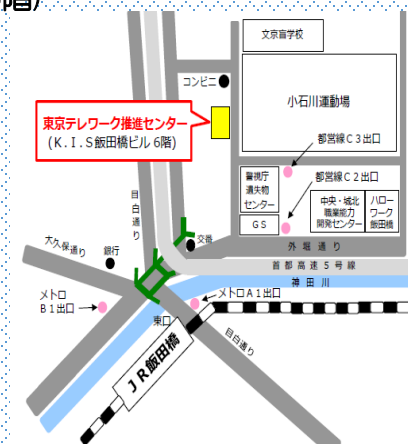 階)
文京盲学校
コンビニ
小石川運動場
東京テレワーク推進センター
(K.I.S飯田橋ビル 6階)
都営線C3出口
目白通り
警視庁
遺失物
センター
都営線C2出口
中央・城北
職業能力
開発センター
ハロー
ワーク
飯田橋
GS
大久保通り
銀行
交番
外堀通り
首都高速5号線
神田川
メトロ
B1出口
メトロA1出口
東口
目白通り
JR飯田橋